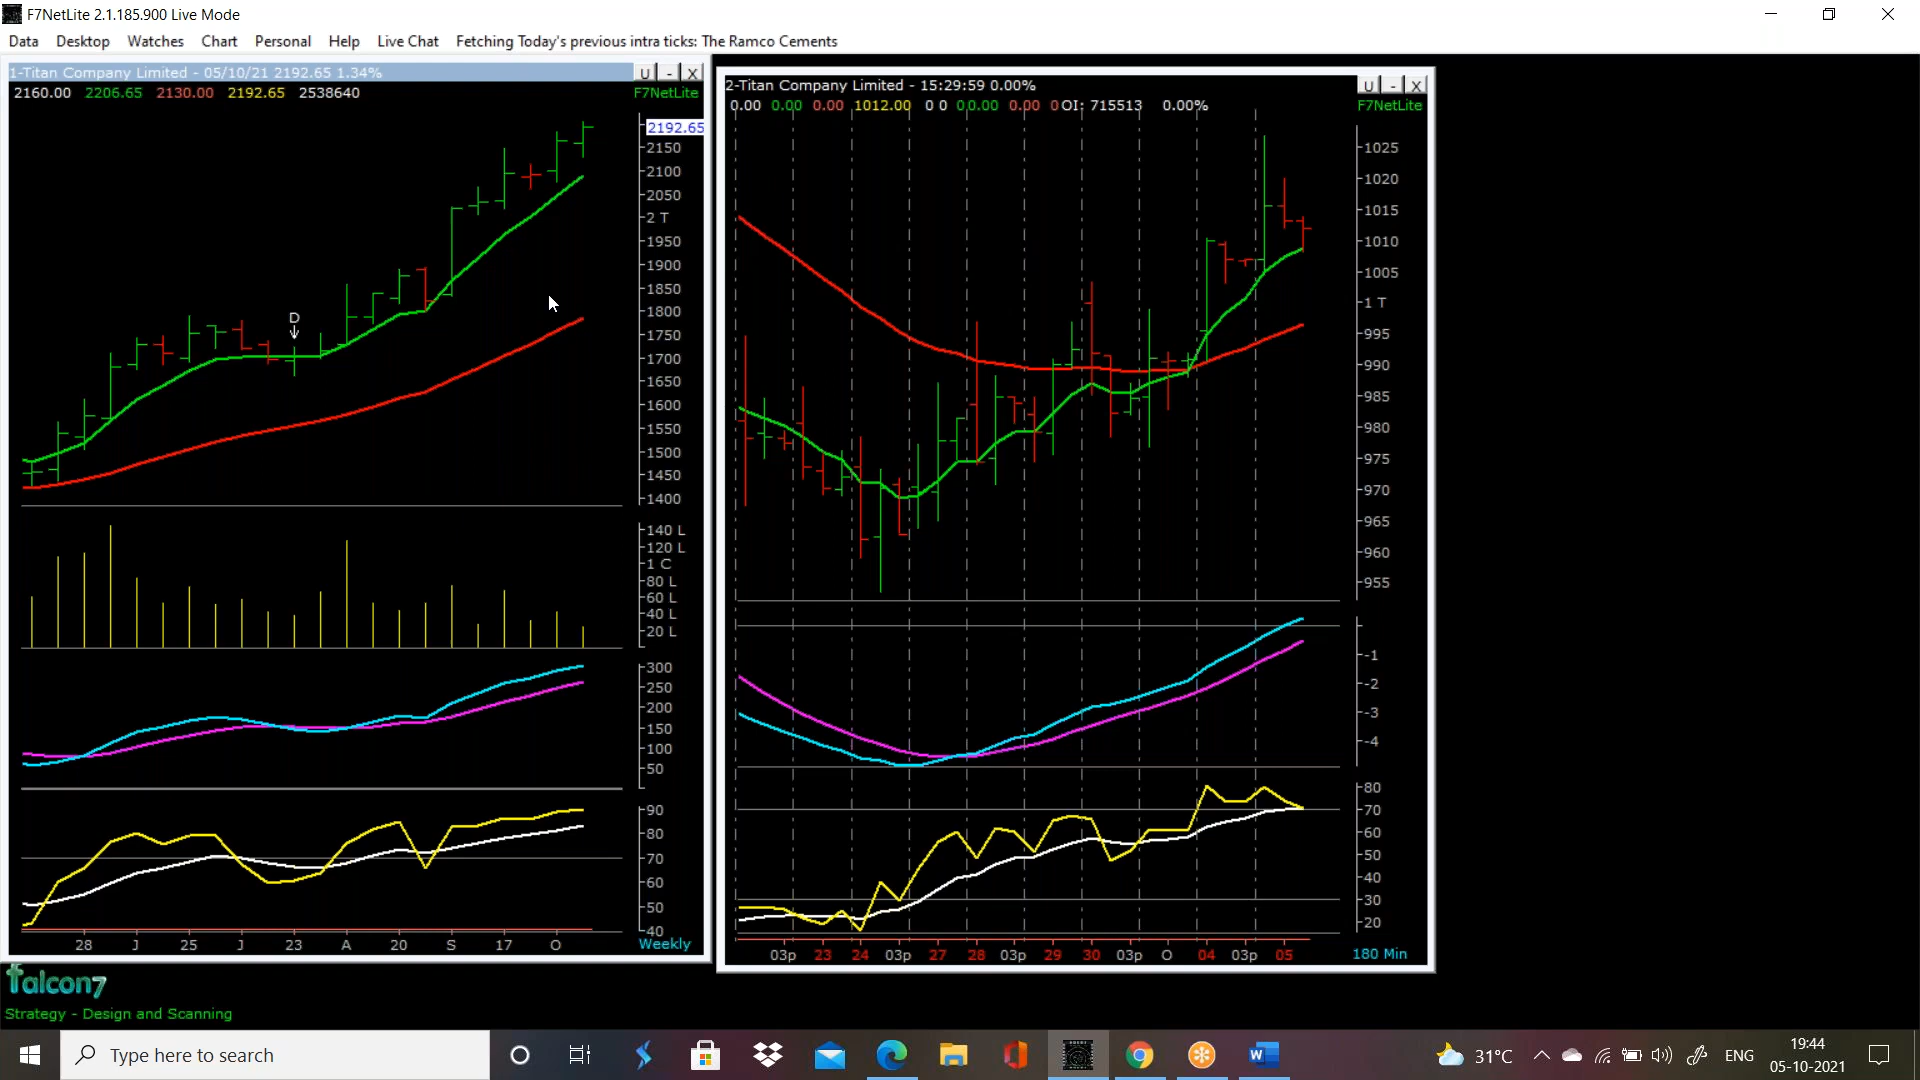 F7NetLite 2.1.185.900 Live Mode
Data Desktop Watches Chart Personal Help Live Chat Fetching Today's previous intra ticks: The Ramco Cements
1-Titan Company Limited - 05/10/21 2192.65 1.34%
U - X
2160.00 2206.65 2130.00 2192.65 2538640 F7NetLite
2192.65
2150
2100
2050
2 T
1950
1900
1850
1800
1750
1700
1650
1600
1550
1500
1450
1400
D
140 L
120 L
1 C
80 L
60 L
40 L
20 L
300
250
200
150
100
50
90
80
70
60
50
40
28 J 25 J 23 A 20 S 17 O Weekly
2-Titan Company Limited - 15:29:59 0.00%
U - X
0.00 0.00 0.00 1012.00 0 0 00.00 0.00 0 OI: 715513 0.00% F7NetLite
1025
1020
1015
1010
1005
1 T
995
990
985
980
975
970
965
960
955
-1
-2
-3
-4
80
70
60
50
40
30
20
03p 23 24 03p 27 28 03p 29 30 03p O 04 03p 05 180 Min
falcon7
Strategy - Design and Scanning
Type here to search
31°C
ENG
19:44
05-10-2021